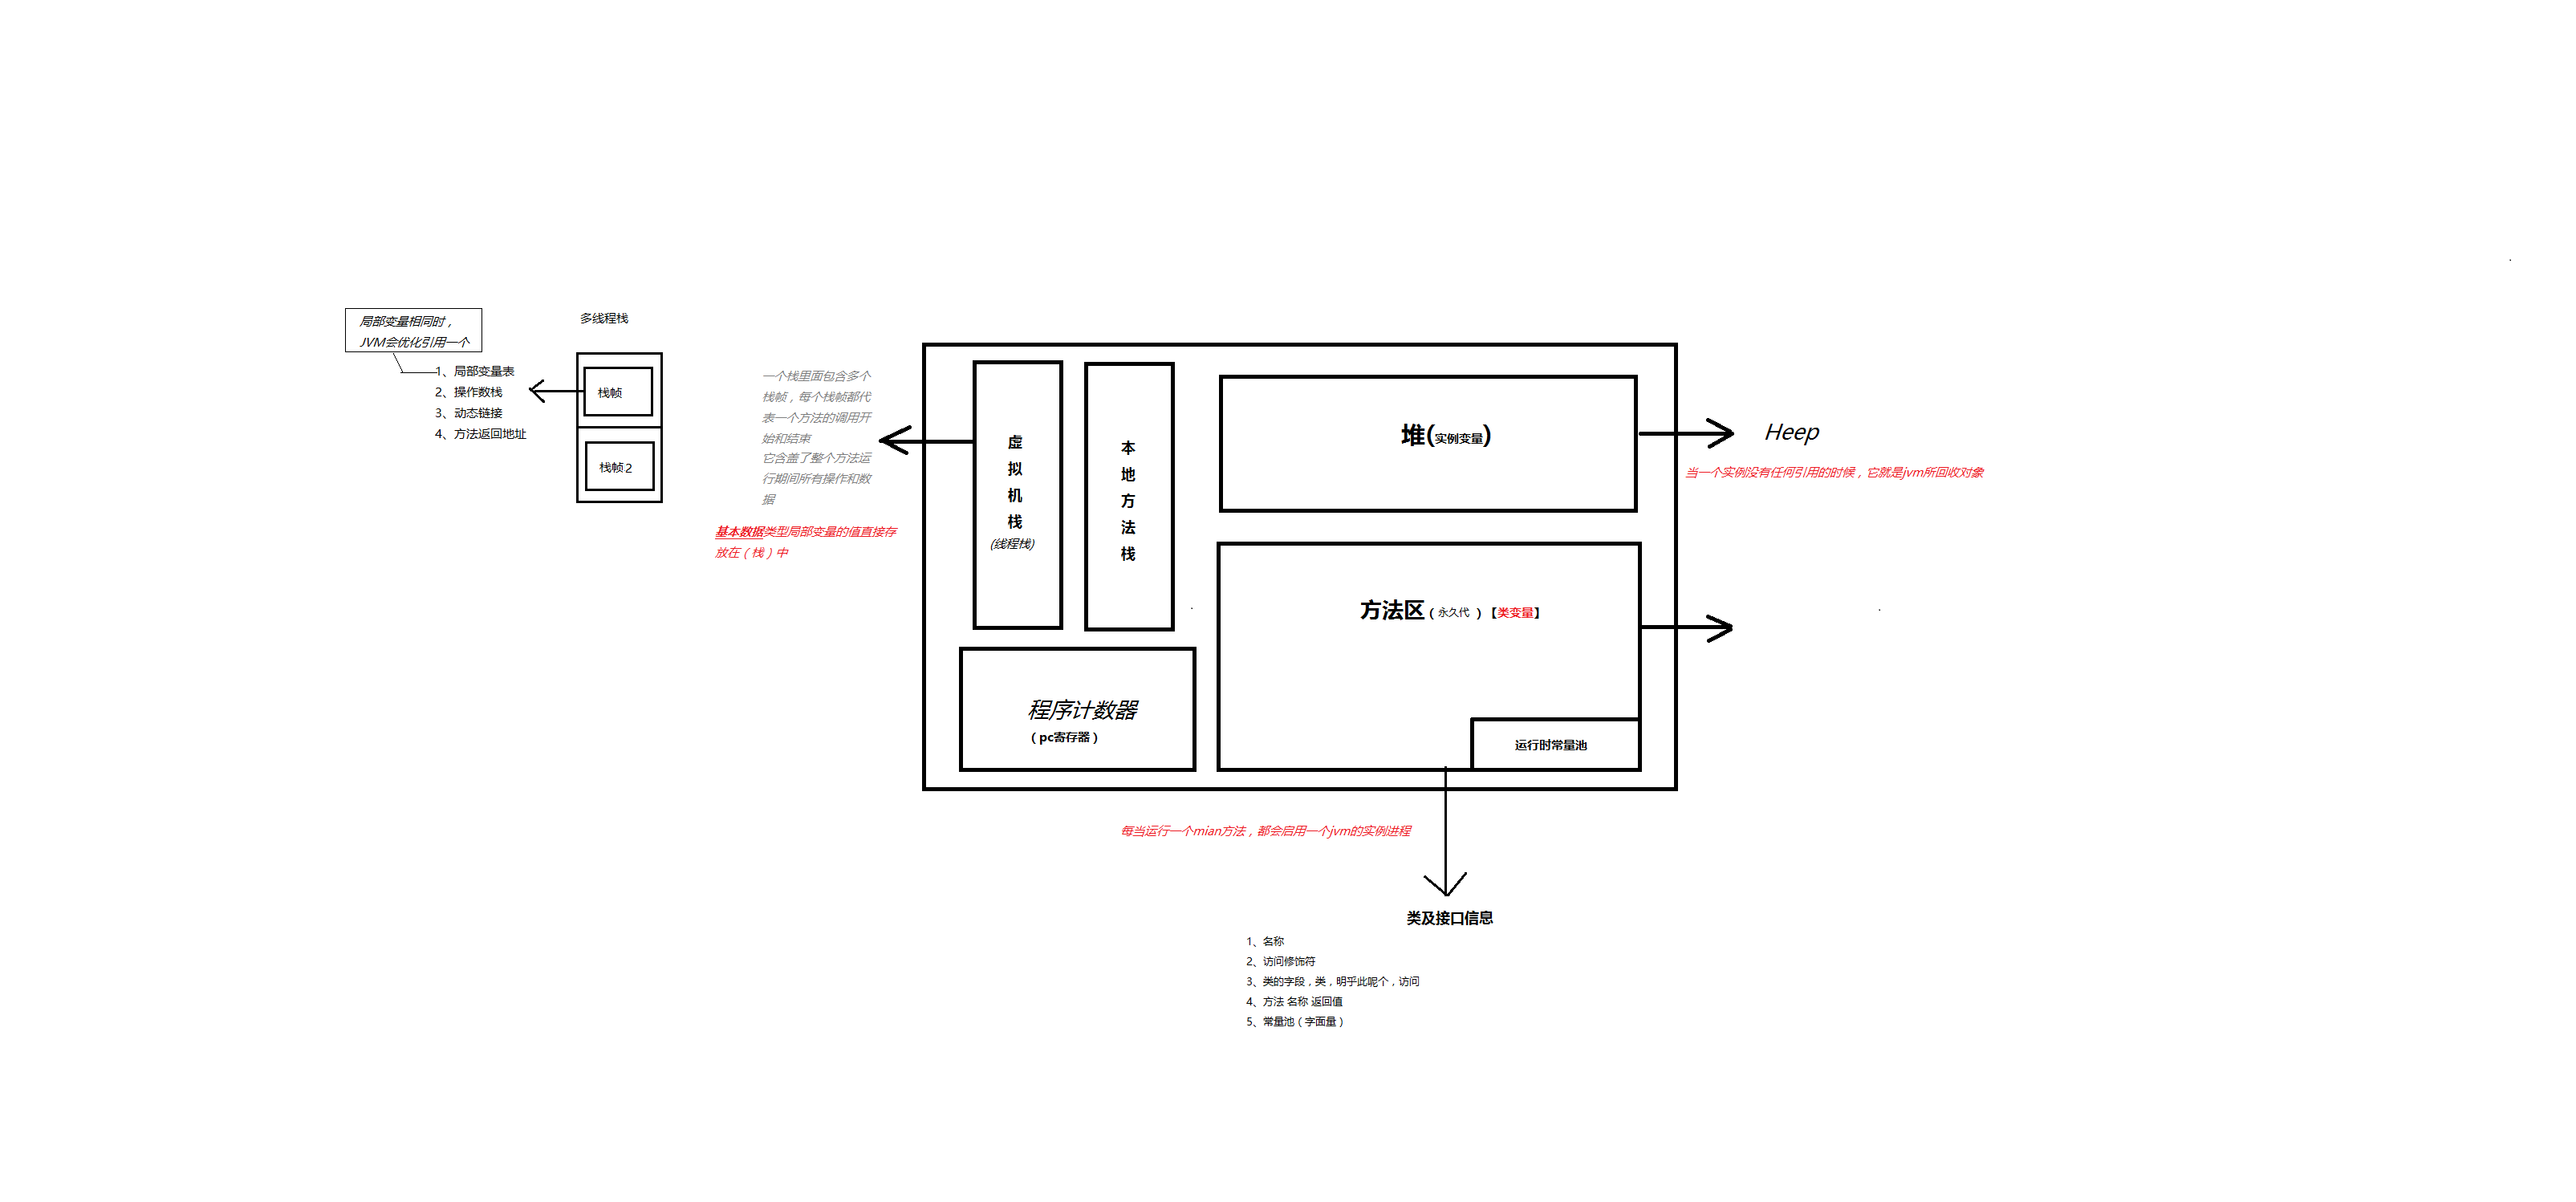 局部变量相同时，
JVM会优化引用一个
1、局部变量表
2、操作数栈
3、动态链接
4、方法返回地址
多线程栈
栈帧
栈帧2
一个栈里面包含多个
栈帧，每个栈帧都代
表一个方法的调用开
始和结束
它含盖了整个方法运
行期间所有操作和数
据
基本数据类型局部变量的值直接存
放在（栈）中
虚
拟
机
栈
(线程栈)
本
地
方
法
栈
堆(实例变量)
Heep
当一个实例没有任何引用的时候，它就是jvm所回收对象
方法区（永久代 ）【类变量】
程序计数器
（pc寄存器）
运行时常量池
每当运行一个mian方法，都会启用一个jvm的实例进程
类及接口信息
1、名称
2、访问修饰符
3、类的字段，类，明乎此呢个，访问
4、方法 名称 返回值
5、常量池（字面量）